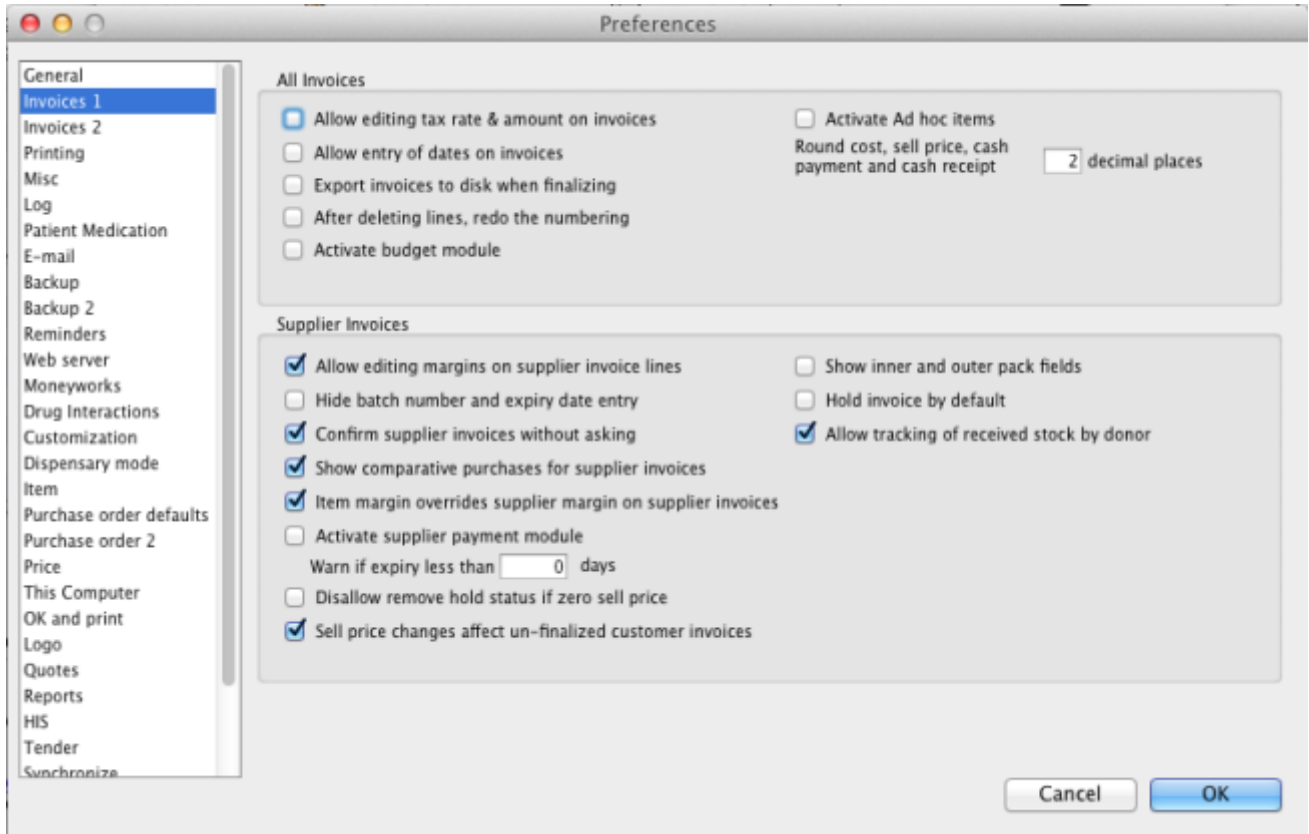 Preferences
General
Invoices 1
Invoices 2
Printing
Misc
Log
Patient Medication
E-mail
Backup
Backup 2
Reminders
Web server
Moneyworks
Drug Interactions
Customization
Dispensary mode
Item
Purchase order defaults
Purchase order 2
Price
This Computer
OK and print
Logo
Quotes
Reports
HIS
Tender
Synchronize
All Invoices
Allow editing tax rate & amount on invoices
Allow entry of dates on invoices
Export invoices to disk when finalizing
After deleting lines, redo the numbering
Activate budget module
Activate Ad hoc items
Round cost, sell price, cash
payment and cash receipt 2 decimal places
Supplier Invoices
Allow editing margins on supplier invoice lines
Hide batch number and expiry date entry
Confirm supplier invoices without asking
Show comparative purchases for supplier invoices
Item margin overrides supplier margin on supplier invoices
Activate supplier payment module
Warn if expiry less than 0 days
Disallow remove hold status if zero sell price
Sell price changes affect un-finalized customer invoices
Show inner and outer pack fields
Hold invoice by default
Allow tracking of received stock by donor
Cancel
OK